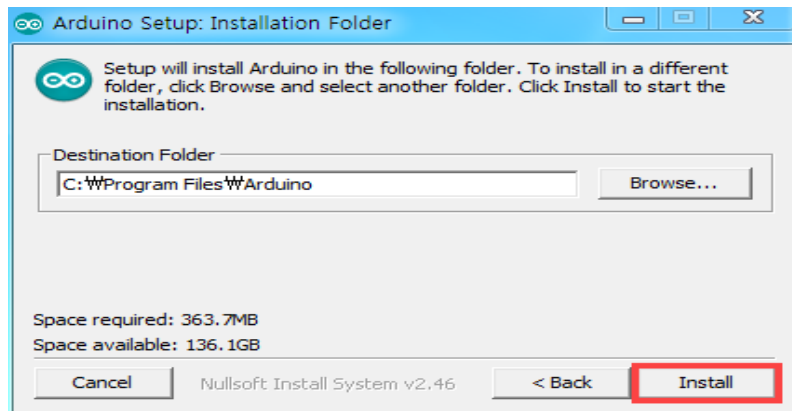 Arduino Setup: Installation Folder
Setup will install Arduino in the following folder. To install in a different
folder, click Browse and select another folder. Click Install to start the
installation.
Destination Folder
C:₩Program Files₩Arduino
Browse...
Space required: 363.7MB
Space available: 136.1GB
Cancel
Nullsoft Install System v2.46
< Back
Install